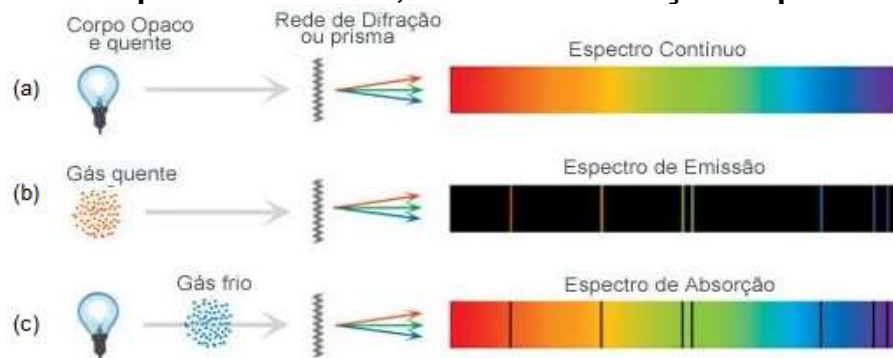 Corpo Opaco
e quente
Rede de Difração
ou prisma
Espectro Contínuo
(a)
Gás quente
Espectro de Emissão
(b)
Gás frio
Espectro de Absorção
(c)